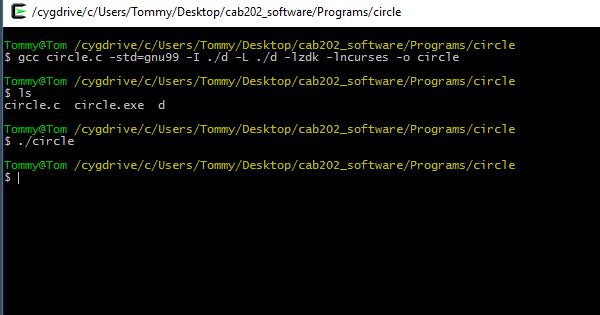 /cygdrive/c/Users/Tommy/Desktop/cab202_software/Programs/circle
Tommy@Tom /cygdrive/c/Users/Tommy/Desktop/cab202_software/Programs/circle
$ gcc circle.c -std=gnu99 -I ./d -L ./d -lzdk -lncurses -o circle
Tommy@Tom /cygdrive/c/Users/Tommy/Desktop/cab202_software/Programs/circle
$ ls
circle.c  circle.exe  d
Tommy@Tom /cygdrive/c/Users/Tommy/Desktop/cab202_software/Programs/circle
$ ./circle
Tommy@Tom /cygdrive/c/Users/Tommy/Desktop/cab202_software/Programs/circle
$